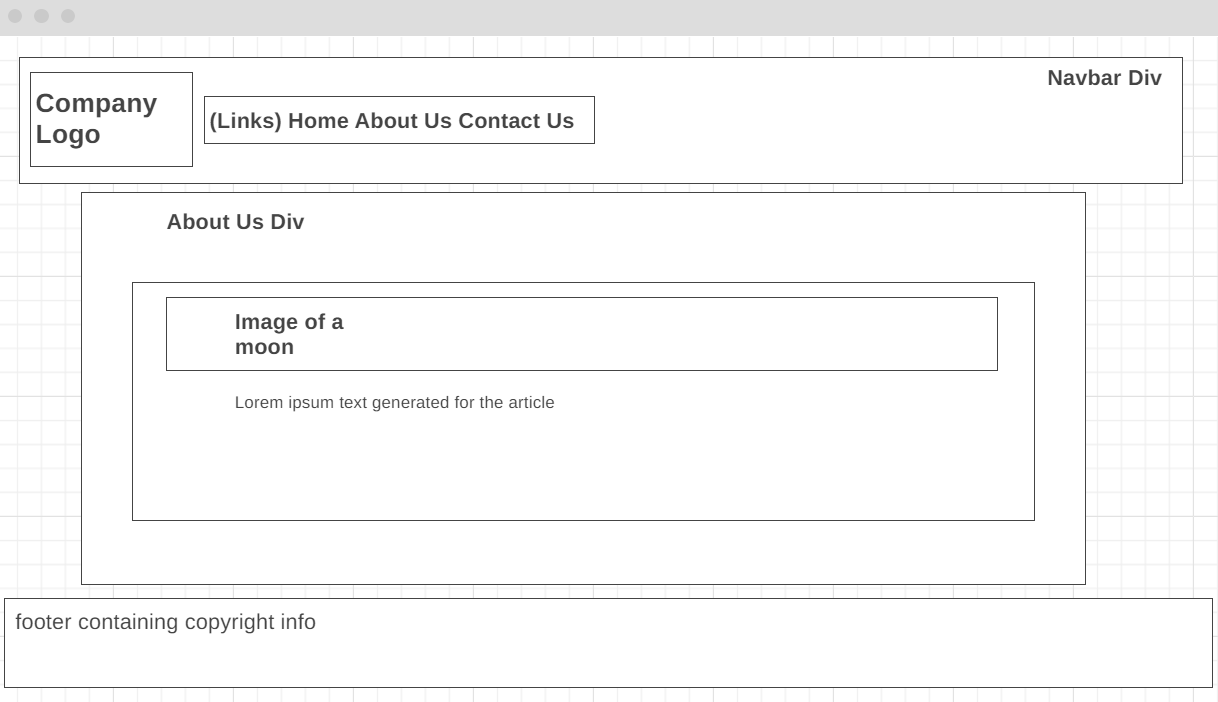 Navbar Div
Company
Logo
(Links) Home About Us Contact Us
About Us Div
Image of a
moon
Lorem ipsum text generated for the article
footer containing copyright info